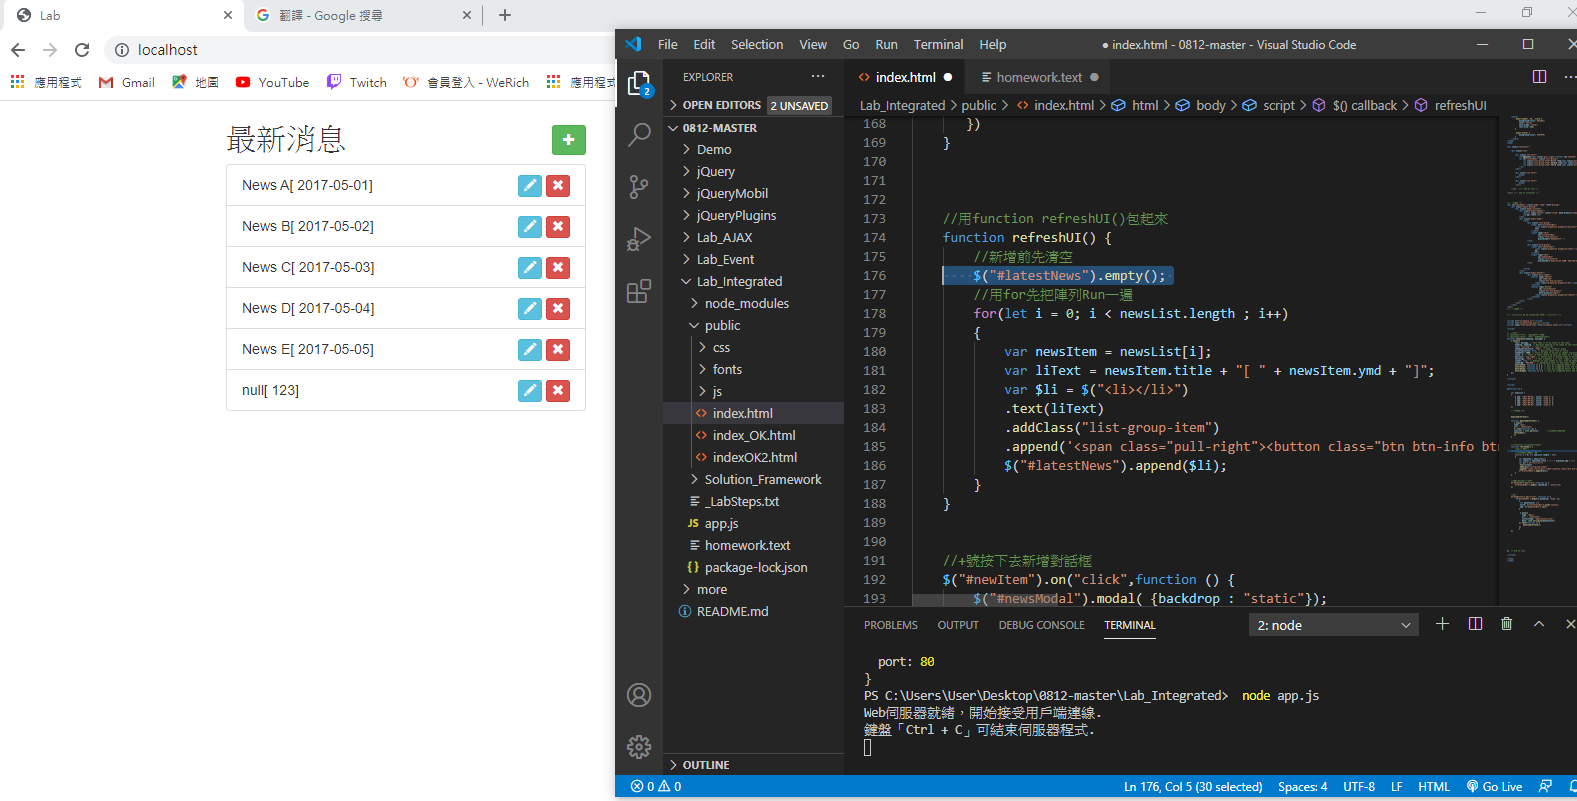 Lab
翻譯 - Google 搜尋
localhost
應用程式
Gmail
地圖
YouTube
Twitch
會員登入 - WeRich
應用程式
最新消息
News A[ 2017-05-01]
News B[ 2017-05-02]
News C[ 2017-05-03]
News D[ 2017-05-04]
News E[ 2017-05-05]
null[ 123]
File Edit Selection View Go Run Terminal Help
● index.html - 0812-master - Visual Studio Code
2
EXPLORER
OPEN EDITORS 2 UNSAVED
0812-MASTER
Demo
jQuery
jQueryMobil
jQueryPlugins
Lab_AJAX
Lab_Event
Lab_Integrated
node_modules
public
css
fonts
js
index.html
index_OK.html
indexOK2.html
Solution_Framework
_LabSteps.txt
JS app.js
homework.text
{} package-lock.json
more
README.md
OUTLINE
index.html ●
homework.text ●
Lab_Integrated > public > index.html > html > body > script > $() callback > refreshUI
168 })
169 }
170
171
172
173 //用function refreshUI()包起來
174 function refreshUI() {
175 //新增前先清空
176 $("#latestNews").empty();
177 //用for先把陣列Run一遍
178 for(let i = 0; i < newsList.length ; i++)
179 {
180 var newsItem = newsList[i];
181 var liText = newsItem.title + "[ " + newsItem.ymd + "]";
182 var $li = $("<li></li>")
183 .text(liText)
184 .addClass("list-group-item")
185 .append('<span class="pull-right"><button class="btn btn-info btn
186 $("#latestNews").append($li);
187 }
188 }
189
190
191 //+號按下去新增對話框
192 $("#newItem").on("click",function () {
193 $("#newsModal").modal( {backdrop : "static"});
PROBLEMS OUTPUT DEBUG CONSOLE TERMINAL
2: node
port: 80
}
PS C:\Users\User\Desktop\0812-master\Lab_Integrated> node app.js
Web伺服器就緒，開始接受用戶端連線.
鍵盤「Ctrl + C」可結束伺服器程式.
0 0
Ln 176, Col 5 (30 selected) Spaces: 4 UTF-8 LF HTML Go Live